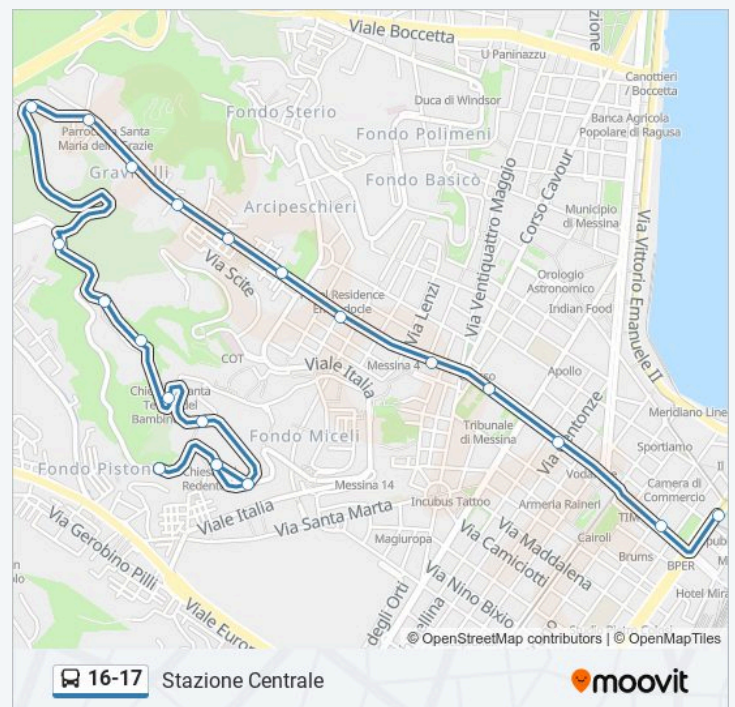 Viale Boccetta
zione
U Paninazzu
Canottieri
/ Boccetta
Duca di Windsor
Fondo Sterio
Banca Agricola
Popolare di Ragusa
Fondo Polimeni
Parrocchia Santa
Maria delle Grazie
Gravitelli
Fondo Basicò
Via Ventiquattro Maggio
Corso Cavour
Arcipeschieri
Municipio
di Messina
Via Vittorio Emanuele II
Via Scite
Orologio
Astronomico
Indian Food
Via Lenzi
COT
Viale Italia
Messina 4
Apollo
Meridiano Line
Tribunale
di Messina
Fondo Miceli
Sportiamo
Il
Fondo Pistone
Camera di
Commercio
Messina 14
Incubus Tattoo
Armeria Raineri
Viale Italia
Via Santa Marta
TIM
Magiuropa
Cairoli
Via Maddalena
Via Camiciotti
Brums
BPER
Via Gerobino Pilli
Via Nino Bixio
Hotel Mira
degli Orti
Viale Euro
© OpenStreetMap contributors | © OpenMapTiles
16-17
Stazione Centrale
moovit